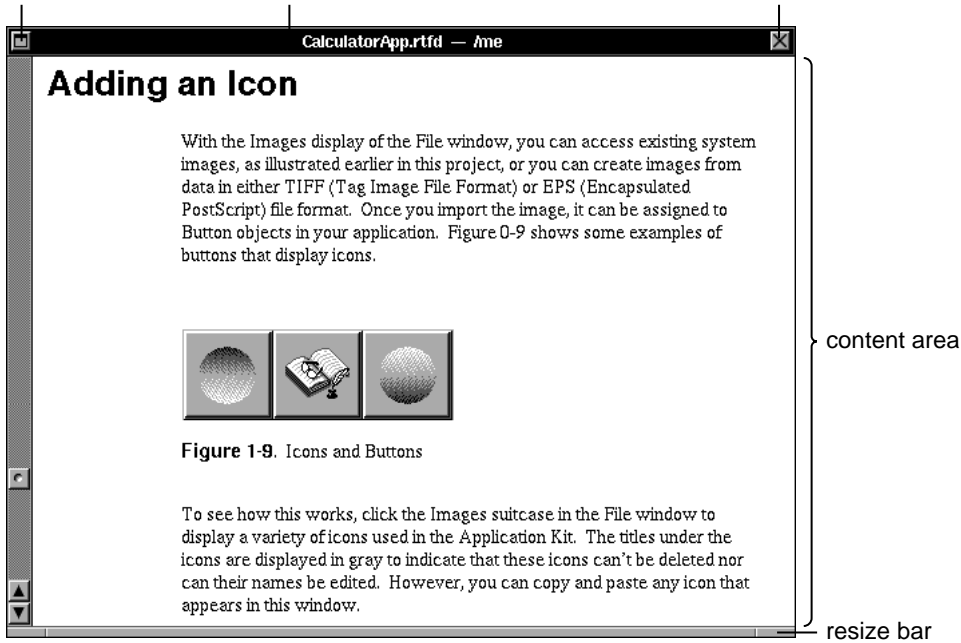 CalculatorApp.rtfd — /me
Adding an Icon
With the Images display of the File window, you can access existing system
images, as illustrated earlier in this project, or you can create images from
data in either TIFF (Tag Image File Format) or EPS (Encapsulated
PostScript) file format. Once you import the image, it can be assigned to
Button objects in your application. Figure 0-9 shows some examples of
buttons that display icons.
content area
Figure 1-9. Icons and Buttons
To see how this works, click the Images suitcase in the File window to
display a variety of icons used in the Application Kit. The titles under the
icons are displayed in gray to indicate that these icons can't be deleted nor
can their names be edited. However, you can copy and paste any icon that
appears in this window.
resize bar